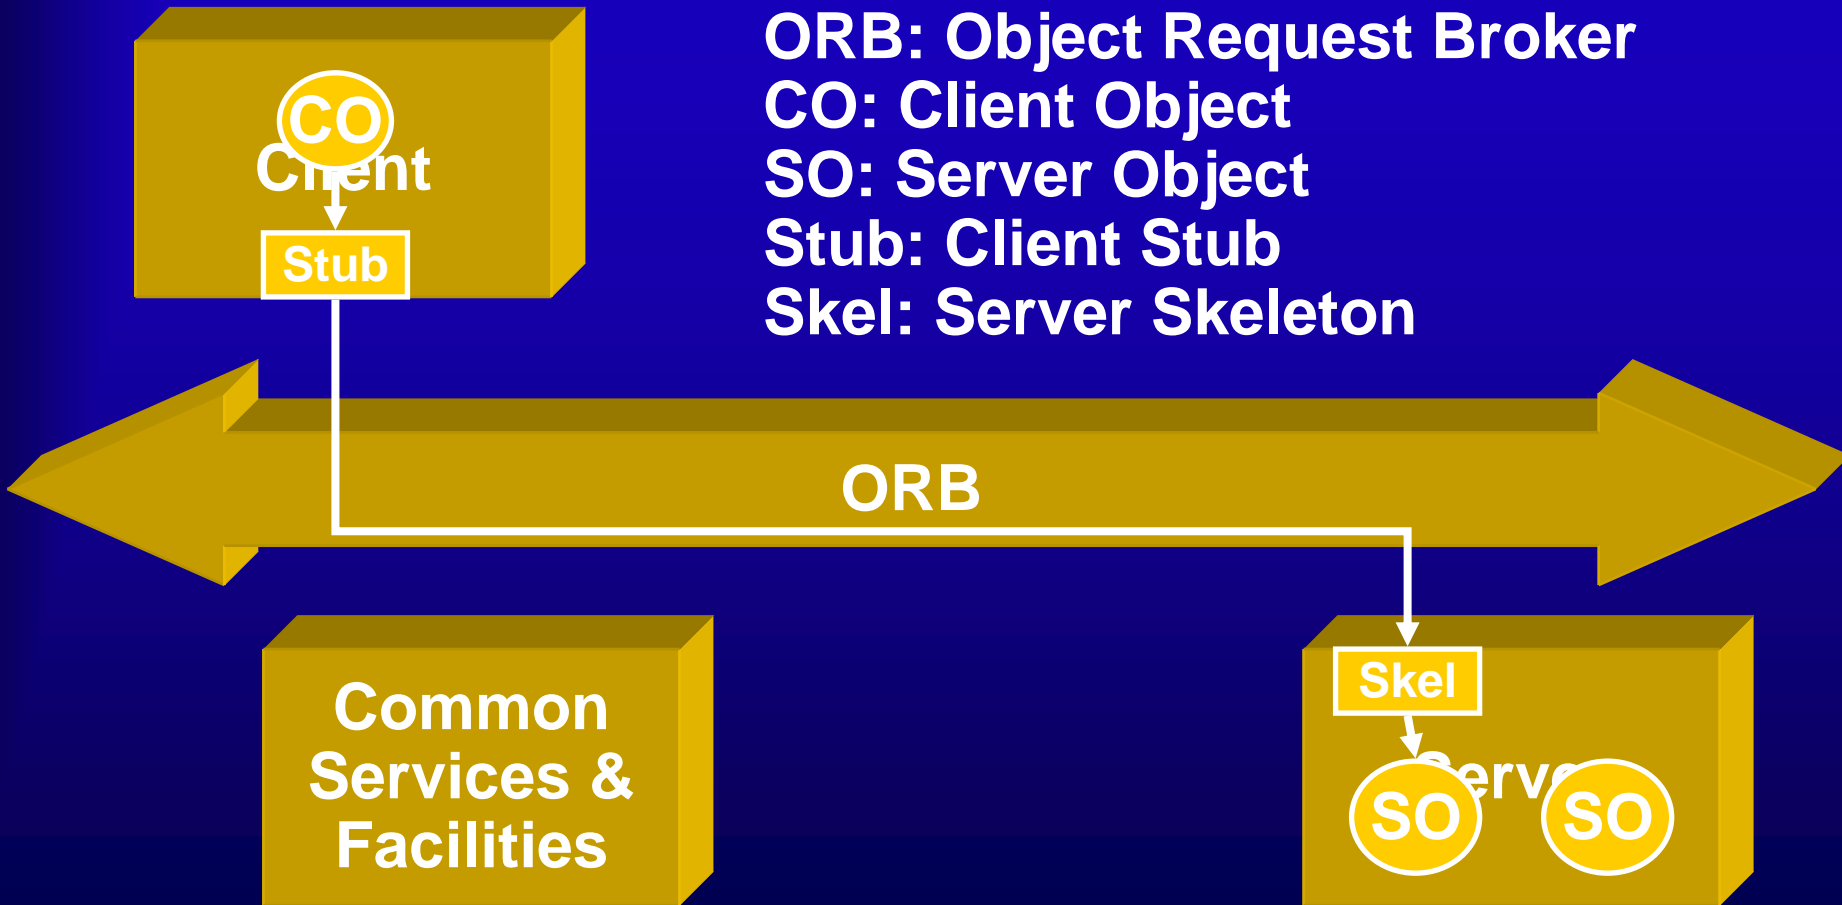 ORB: Object Request Broker
CO: Client Object
SO: Server Object
Stub: Client Stub
Skel: Server Skeleton
CO
Client
Stub
ORB
Common
Services &
Facilities
Skel
Server
SO SO